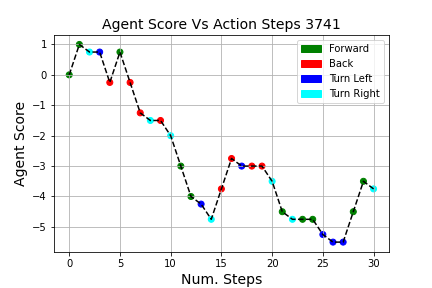 Agent Score Vs Action Steps 3741
Forward
Back
Turn Left
Turn Right
Agent Score
1
0
−1
−2
−3
−4
−5
0 5 10 15 20 25 30
Num. Steps